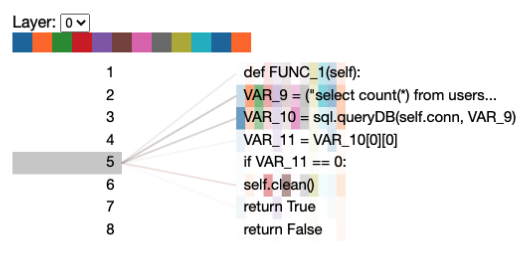 Layer: 0
1 def FUNC_1(self):
2 VAR_9 = ("select count(*) from users...
3 VAR_10 = sql.queryDB(self.conn, VAR_9)
4 VAR_11 = VAR_10[0][0]
5 if VAR_11 == 0:
6 self.clean()
7 return True
8 return False